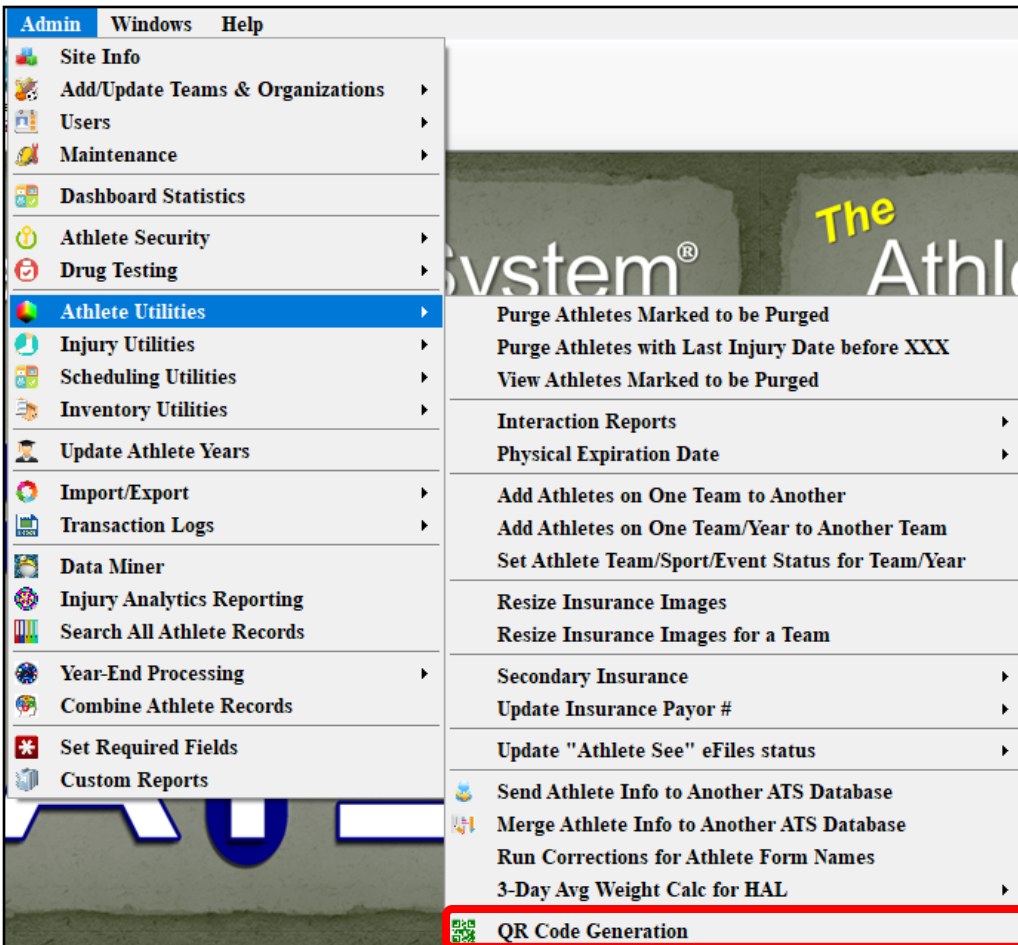 Admin Windows Help
Site Info
Add/Update Teams & Organizations
Users
Maintenance
Dashboard Statistics
Athlete Security
Drug Testing
Athlete Utilities
Injury Utilities
Scheduling Utilities
Inventory Utilities
Update Athlete Years
Import/Export
Transaction Logs
Data Miner
Injury Analytics Reporting
Search All Athlete Records
Year-End Processing
Combine Athlete Records
Set Required Fields
Custom Reports
Purge Athletes Marked to be Purged
Purge Athletes with Last Injury Date before XXX
View Athletes Marked to be Purged
Interaction Reports
Physical Expiration Date
Add Athletes on One Team to Another
Add Athletes on One Team/Year to Another Team
Set Athlete Team/Sport/Event Status for Team/Year
Resize Insurance Images
Resize Insurance Images for a Team
Secondary Insurance
Update Insurance Payor #
Update "Athlete See" eFiles status
Send Athlete Info to Another ATS Database
Merge Athlete Info to Another ATS Database
Run Corrections for Athlete Form Names
3-Day Avg Weight Calc for HAL
QR Code Generation
System®
The
Athl